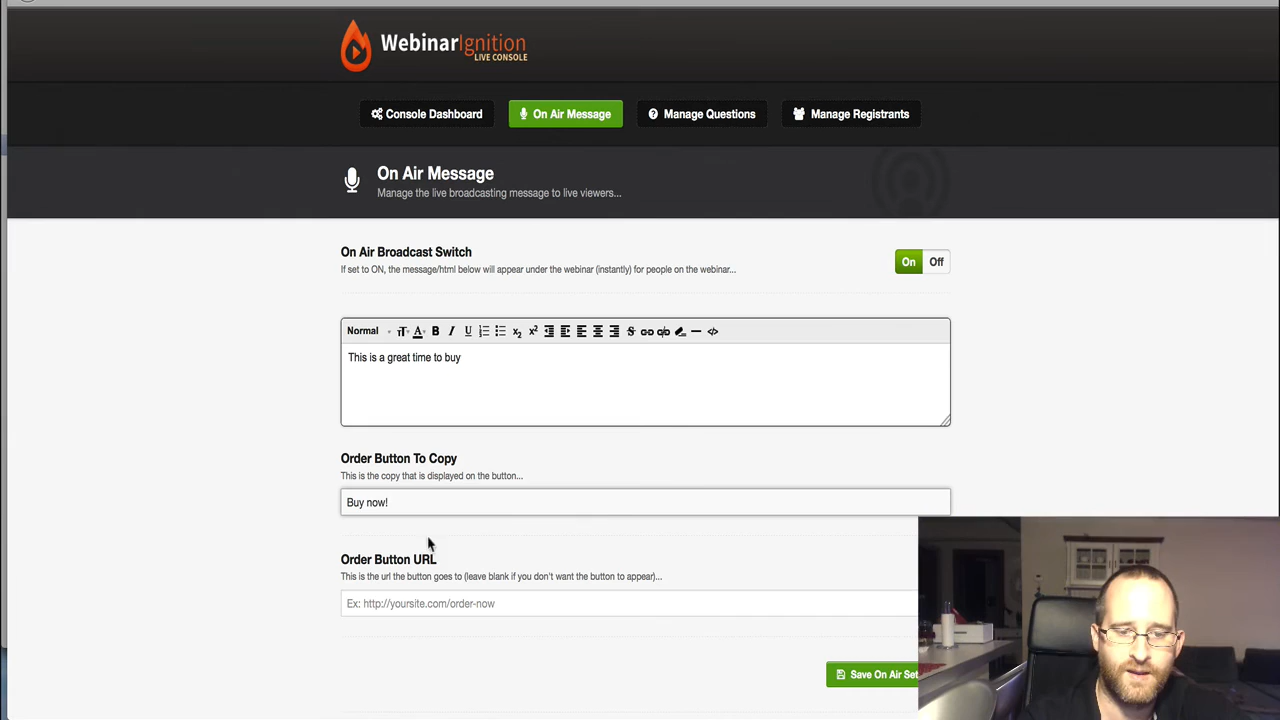 WebinarIgnition
LIVE CONSOLE
Console Dashboard
On Air Message
Manage Questions
Manage Registrants
On Air Message
Manage the live broadcasting message to live viewers...
On Air Broadcast Switch
If set to ON, the message/html below will appear under the webinar (instantly) for people on the webinar...
On Off
Normal
This is a great time to buy
Order Button To Copy
This is the copy that is displayed on the button...
Buy now!
Order Button URL
This is the url the button goes to (leave blank if you don't want the button to appear)...
Ex: http://yoursite.com/order-now
Save On Air Set